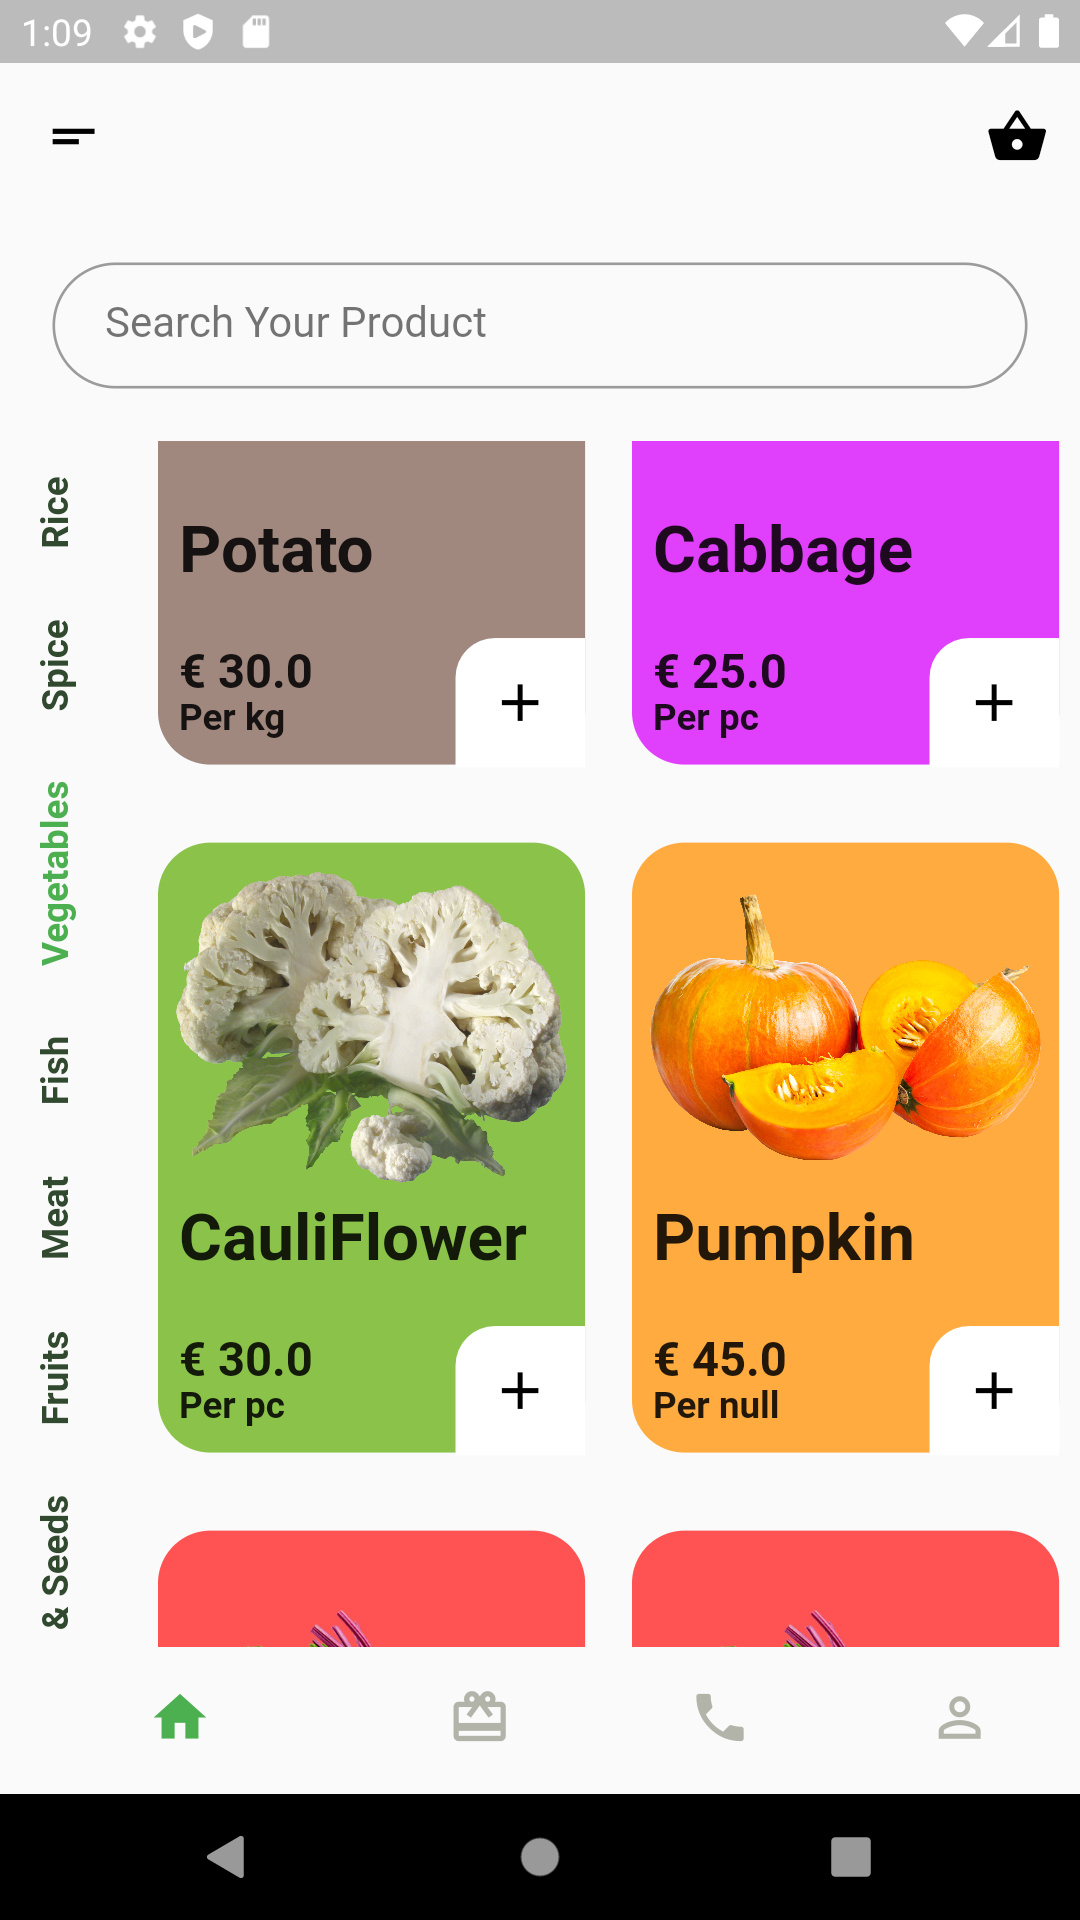 1:09
Search Your Product
Rice
Spice
Vegetables
Fish
Meat
Fruits
& Seeds
Potato
€ 30.0
Per kg
Cabbage
€ 25.0
Per pc
CauliFlower
€ 30.0
Per pc
Pumpkin
€ 45.0
Per null